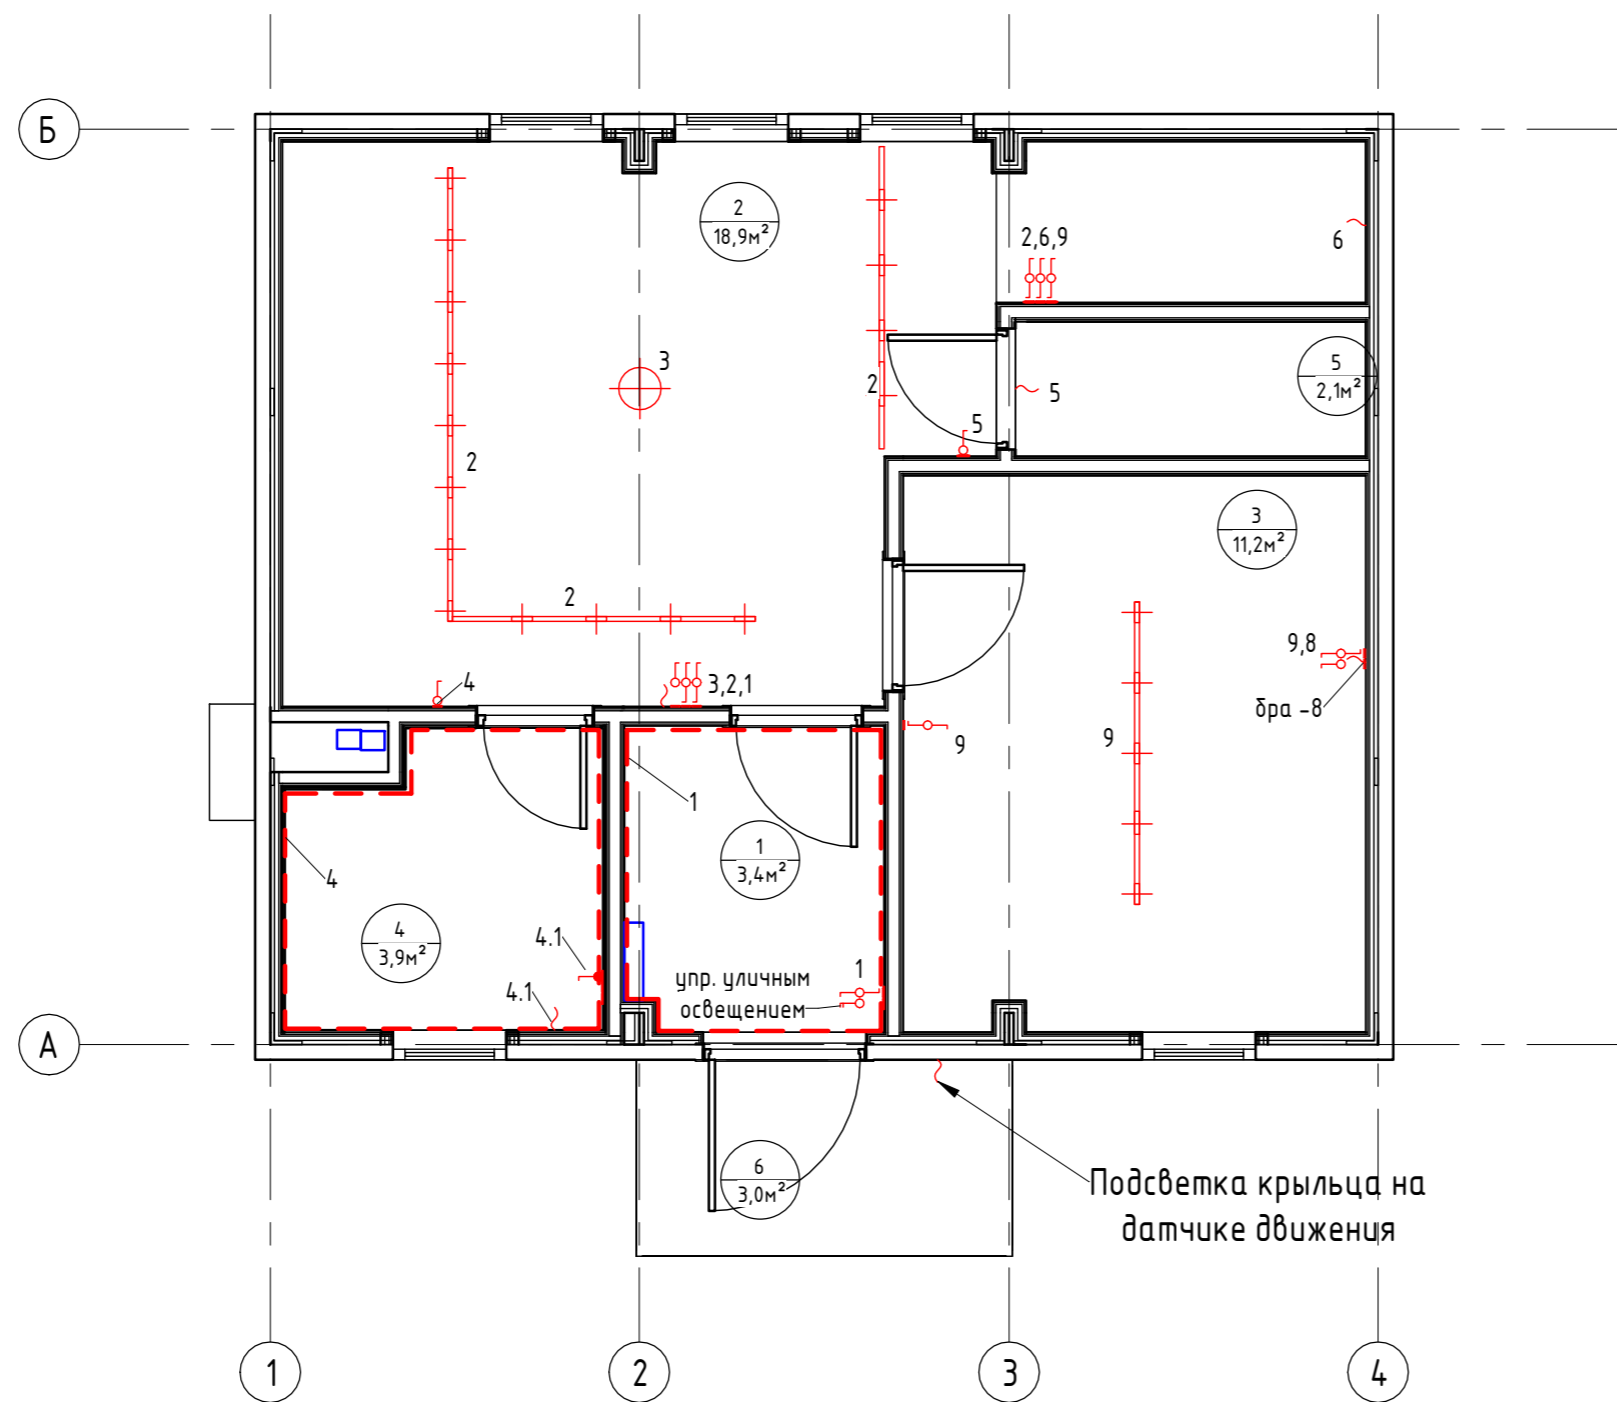 Б
2
18,9м²
2,6,9
6
3
5
2,1м²
2
5
5
2
3
11,2м²
2
9,8
4
3,2,1
бра -8
9
9
1
1
3,4м²
4
4
3,9м²
4.1
1
упр. уличным
освещением
4.1
А
6
3,0м²
Подсветка крыльца на
датчике движения
1
2
3
4